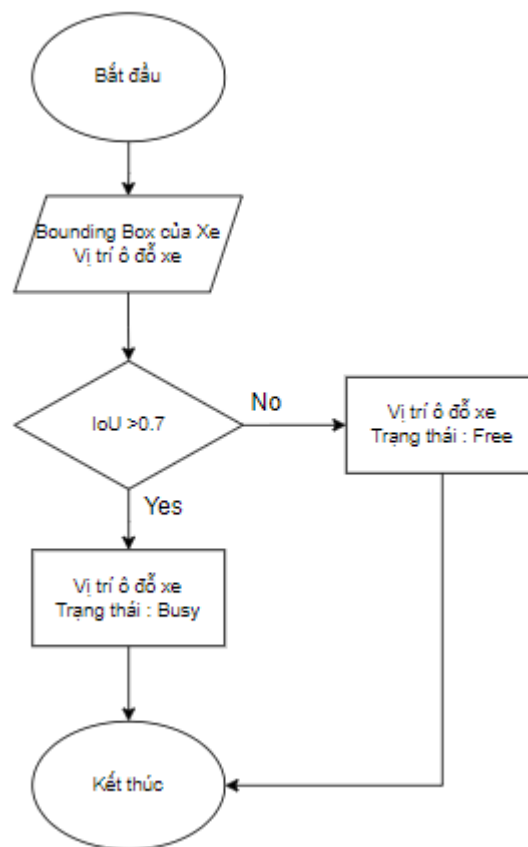 Bắt đầu
Bounding Box của Xe
Vị trí ô đỗ xe
IoU >0.7
No
Vị trí ô đỗ xe
Trạng thái : Free
Yes
Vị trí ô đỗ xe
Trạng thái : Busy
Kết thúc